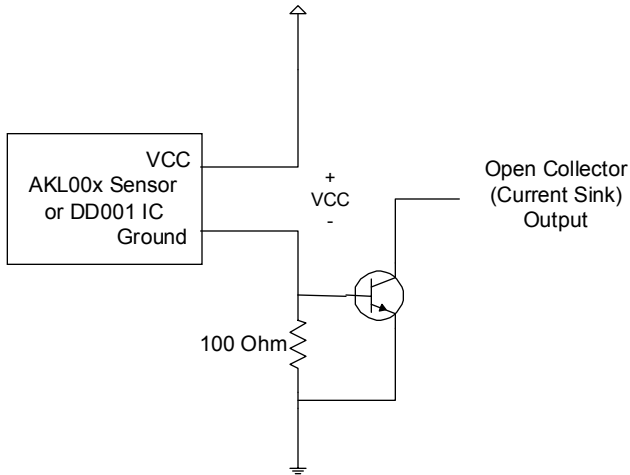 VCC
AKL00x Sensor
or DD001 IC
Ground
+
VCC
-
Open Collector
(Current Sink)
Output
100 Ohm